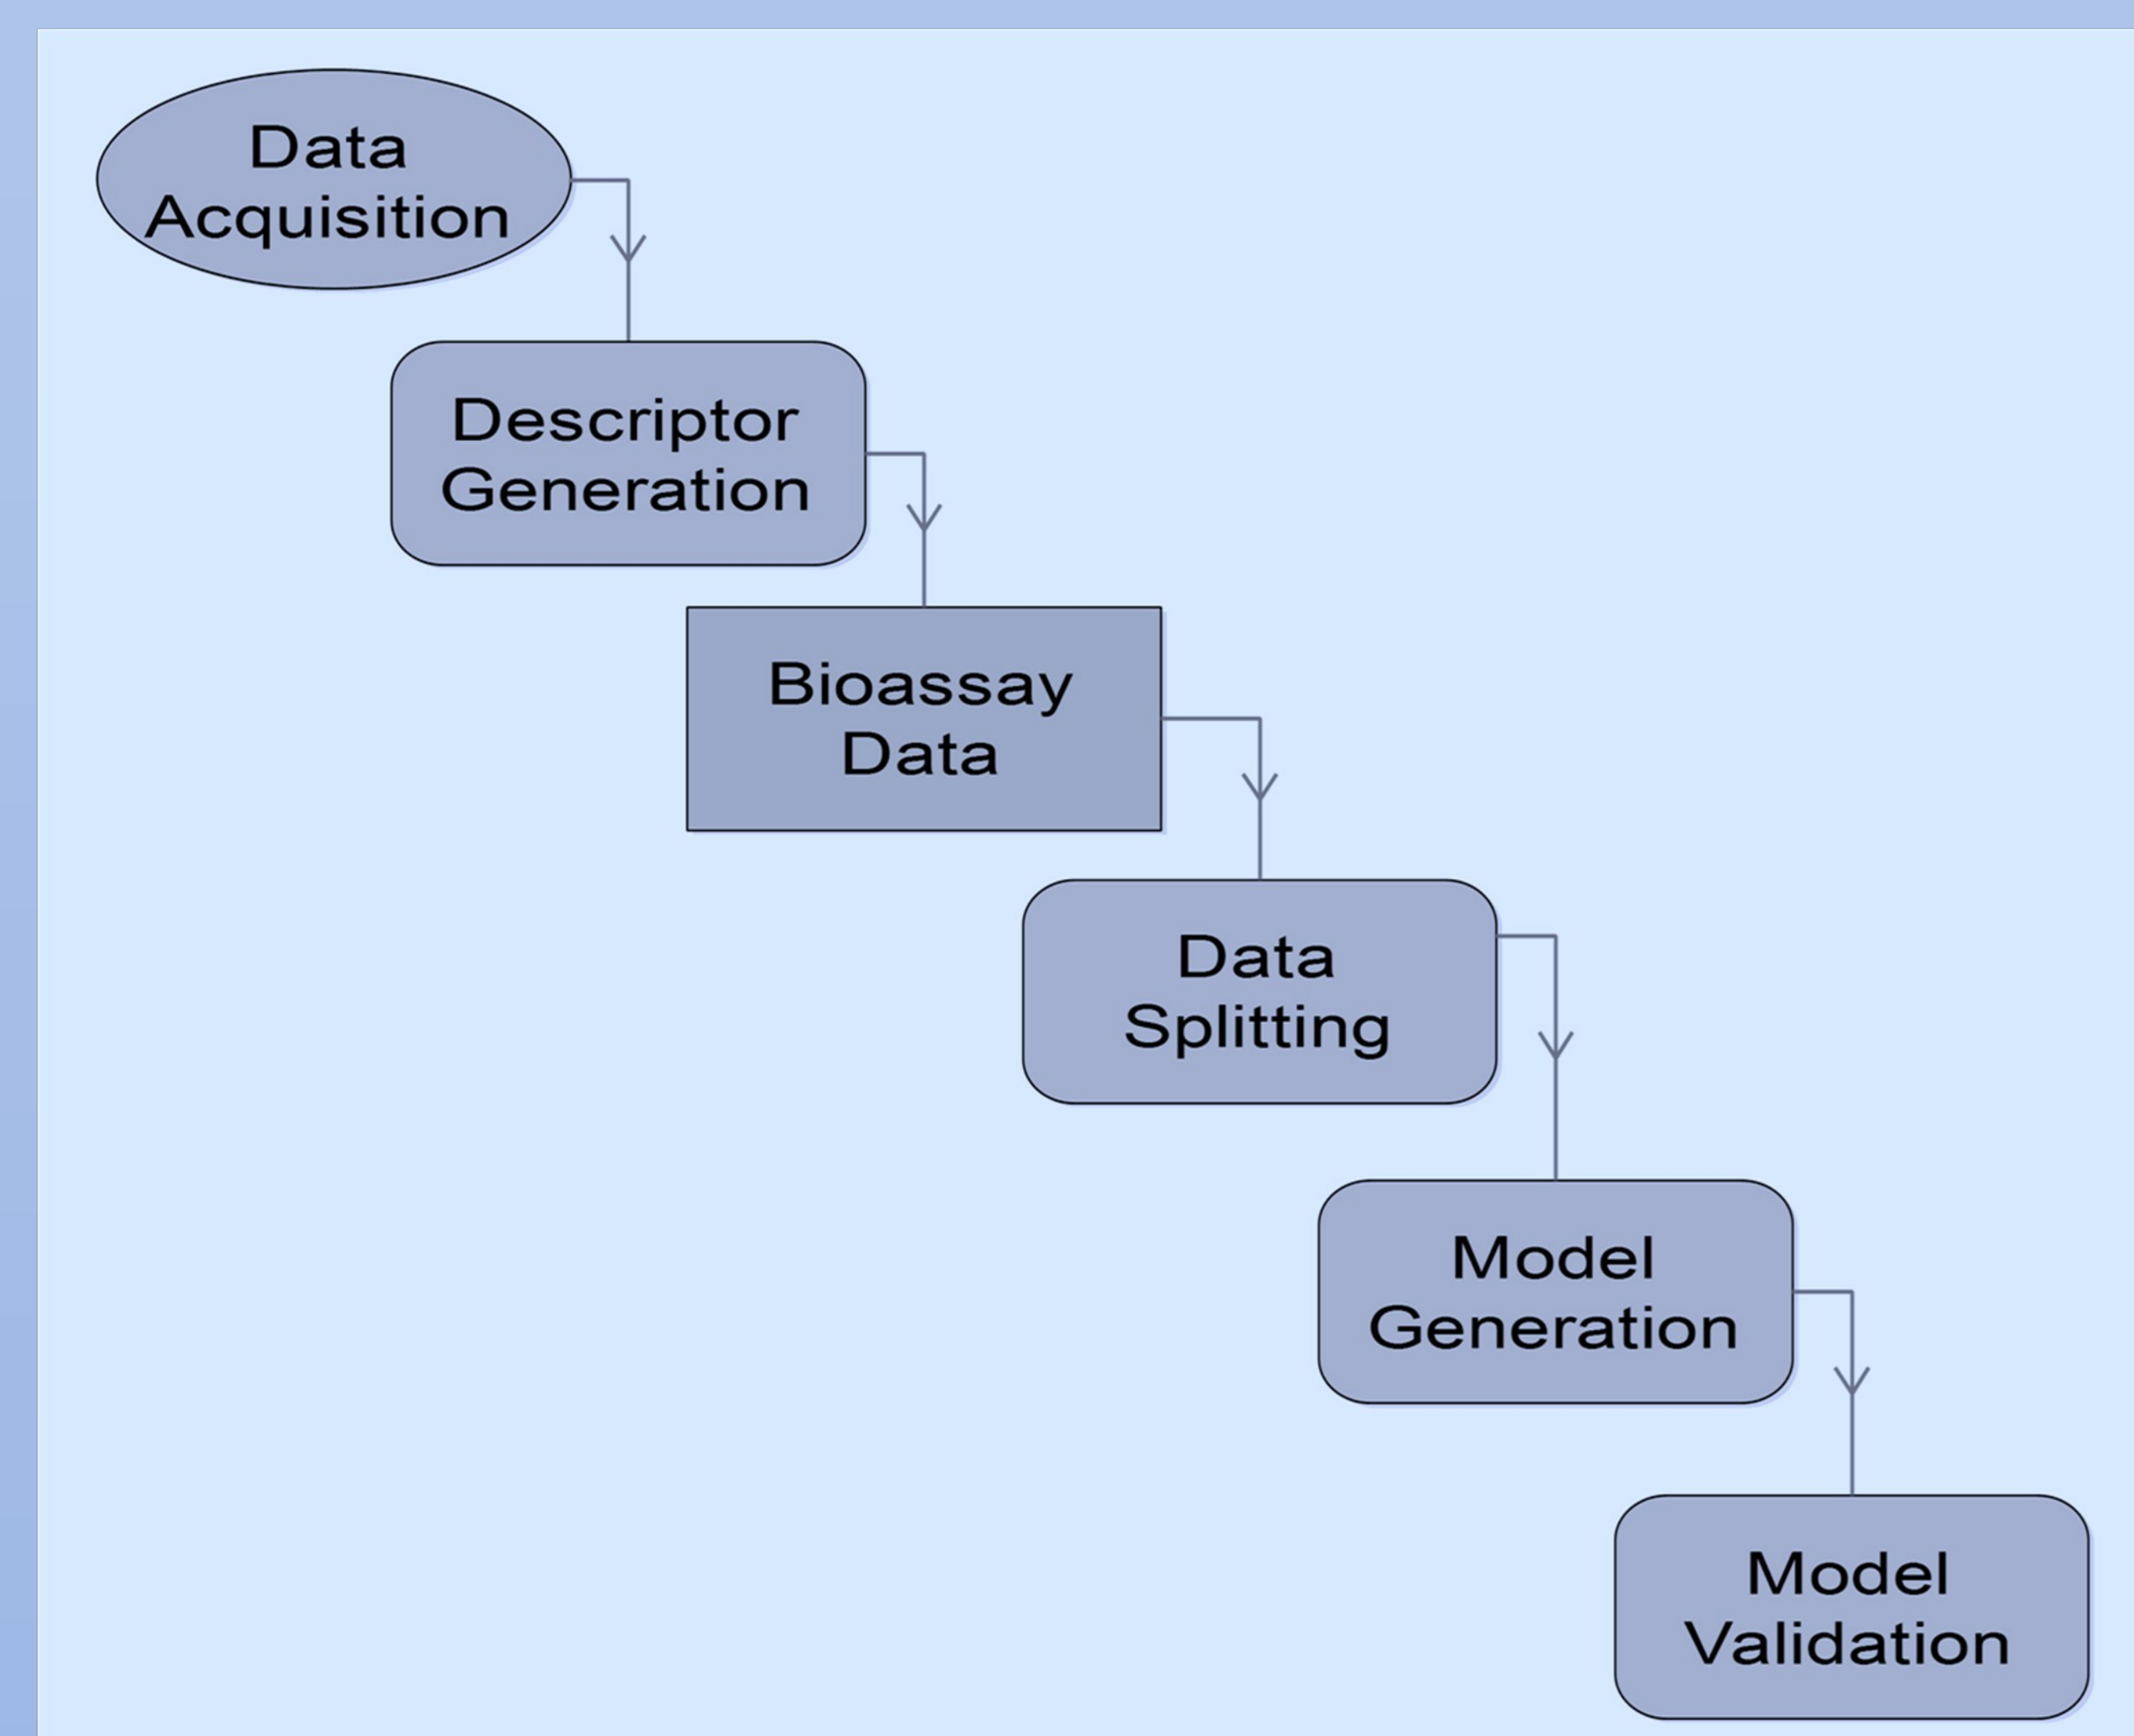 Data
Acquisition
Descriptor
Generation
Bioassay
Data
Data
Splitting
Model
Generation
Model
Validation